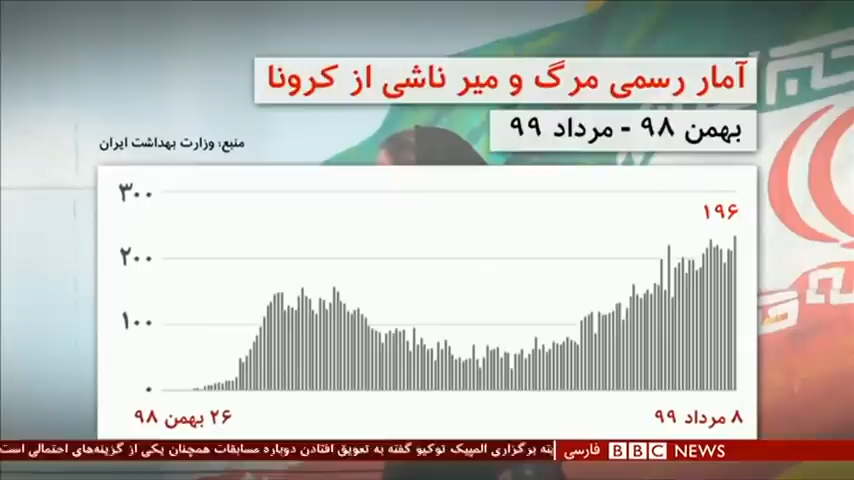 آمار رسمی مرگ و میر ناشی از کرونا
بهمن ۹۸ - مرداد ۹۹
منبع: وزارت بهداشت ایران
۳۰۰
۱۹۶
۲۰۰
۱۰۰
۰
۲۶ بهمن ۹۸
۸ مرداد ۹۹
BBC NEWS فارسی
برگزاری المپیک توکیو گفته به تعویق افتادن دوباره مسابقات همچنان یکی از گزینه‌های احتمالی است